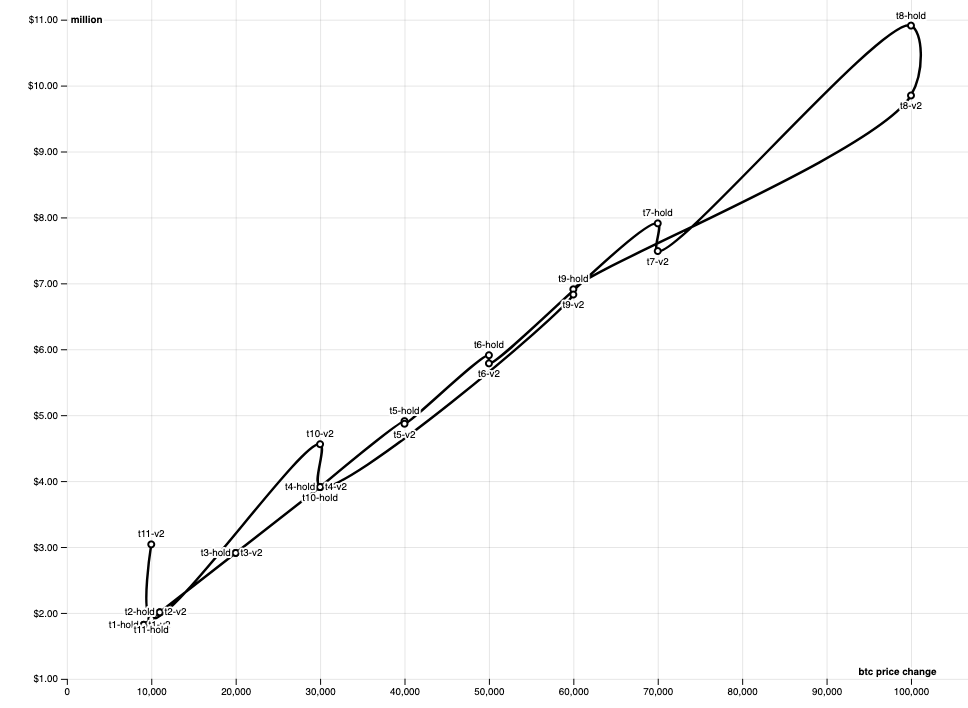 $11.00 million
t8-hold
$10.00
t8-v2
$9.00
$8.00
t7-hold
t7-v2
$7.00
t9-hold
t9-v2
$6.00
t6-hold
t6-v2
$5.00
t5-hold
t5-v2
t10-v2
$4.00
t4-hold t4-v2
t10-hold
$3.00
t11-v2
t3-hold t3-v2
$2.00
t2-hold t2-v2
t1-hold
t11-hold
btc price change
$1.00
0 10,000 20,000 30,000 40,000 50,000 60,000 70,000 80,000 90,000 100,000